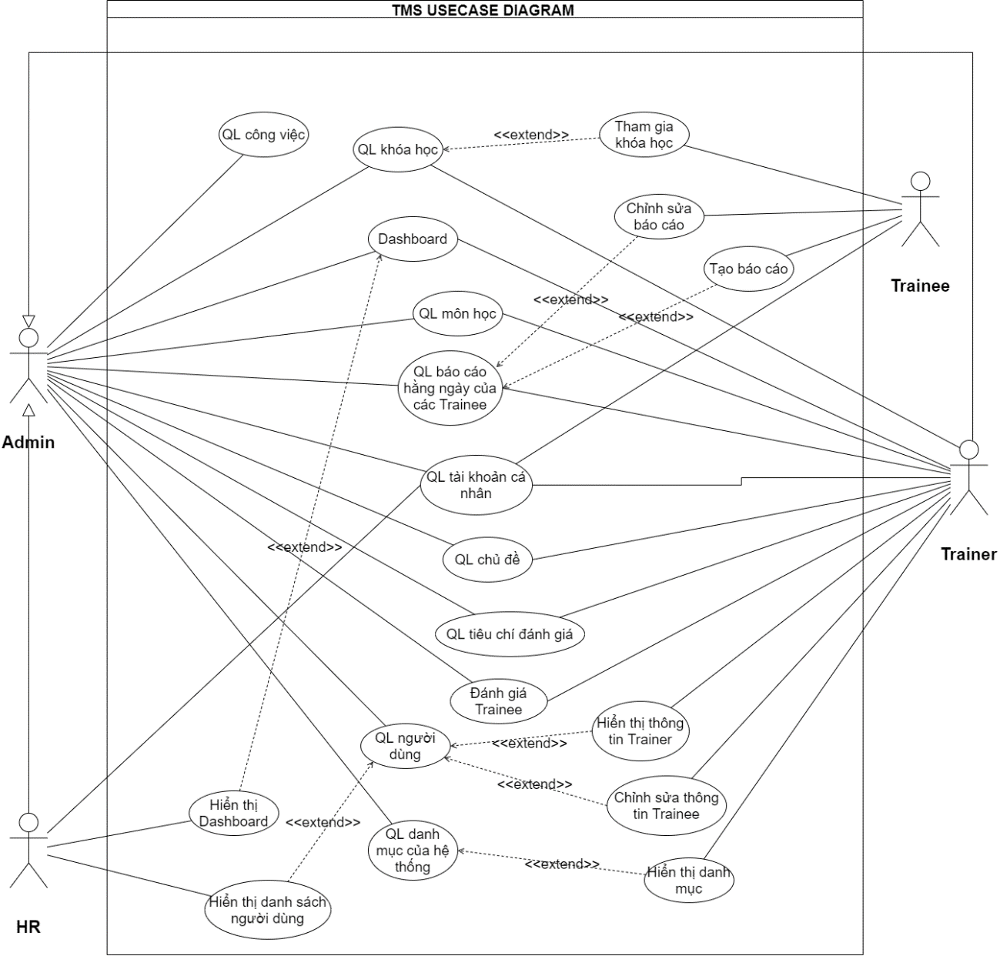 TMS USECASE DIAGRAM
QL công việc
QL khóa học
<<extend>>
Tham gia
khóa học
Chỉnh sửa
báo cáo
Dashboard
Tạo báo cáo
Trainee
<<extend>>
<<extend>>
QL môn học
QL báo cáo
hằng ngày của
các Trainee
Admin
QL tài khoản cá
nhân
<<extend>>
QL chủ đề
Trainer
QL tiêu chí đánh giá
Đánh giá
Trainee
QL người
dùng
<<extend>>
Hiển thị thông
tin Trainer
<<extend>>
Chỉnh sửa thông
tin Trainee
Hiển thị
Dashboard
<<extend>>
QL danh
mục của hệ
thống
<<extend>>
Hiển thị danh
mục
Hiển thị danh sách
người dùng
HR